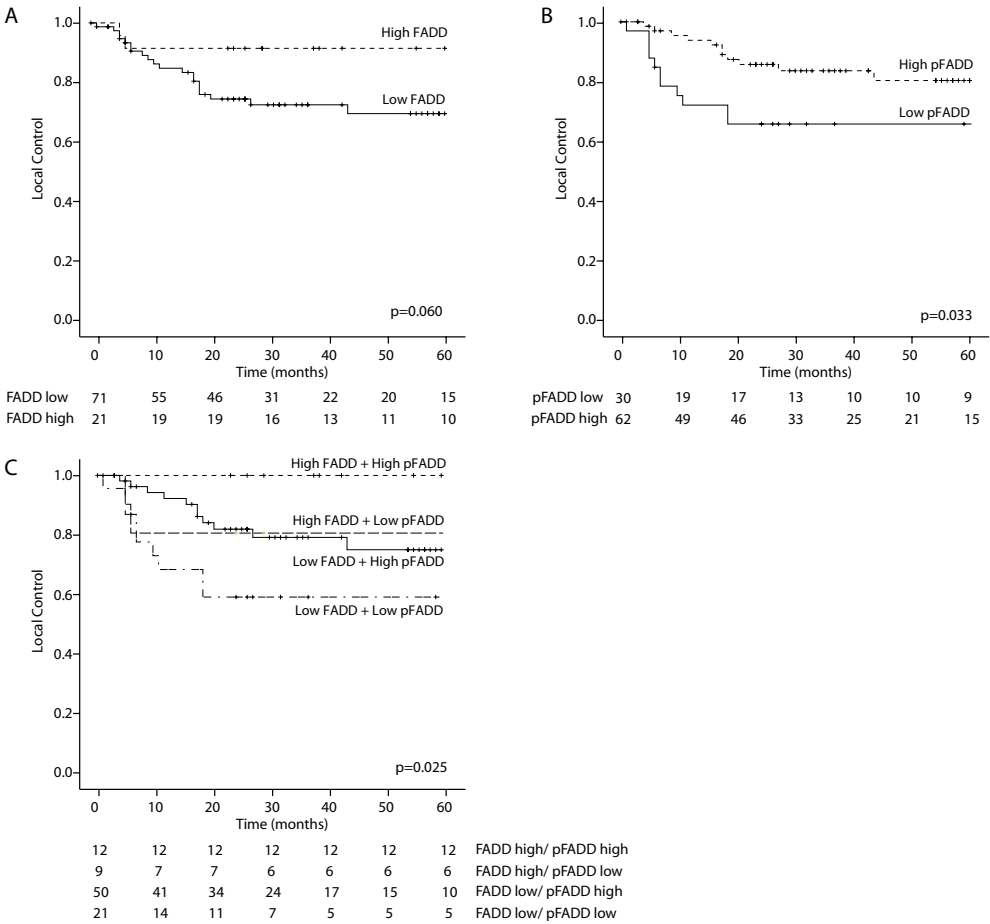 A
Local Control
1.0
0.8
0.6
0.4
0.2
0.0
High FADD
Low FADD
p=0.060
0 10 20 30 40 50 60
Time (months)
FADD low 71 55 46 31 22 20 15
FADD high 21 19 19 16 13 11 10
B
Local Control
1.0
0.8
0.6
0.4
0.2
0.0
High pFADD
Low pFADD
p=0.033
0 10 20 30 40 50 60
Time (months)
pFADD low 30 19 17 13 10 10 9
pFADD high 62 49 46 33 25 21 15
C
Local Control
1.0
0.8
0.6
0.4
0.2
0.0
High FADD + High pFADD
High FADD + Low pFADD
Low FADD + High pFADD
Low FADD + Low pFADD
p=0.025
0 10 20 30 40 50 60
Time (months)
12 12 12 12 12 12 12 FADD high/ pFADD high
9 7 7 6 6 6 6 FADD high/ pFADD low
50 41 34 24 17 15 10 FADD low/ pFADD high
21 14 11 7 5 5 5 FADD low/ pFADD low